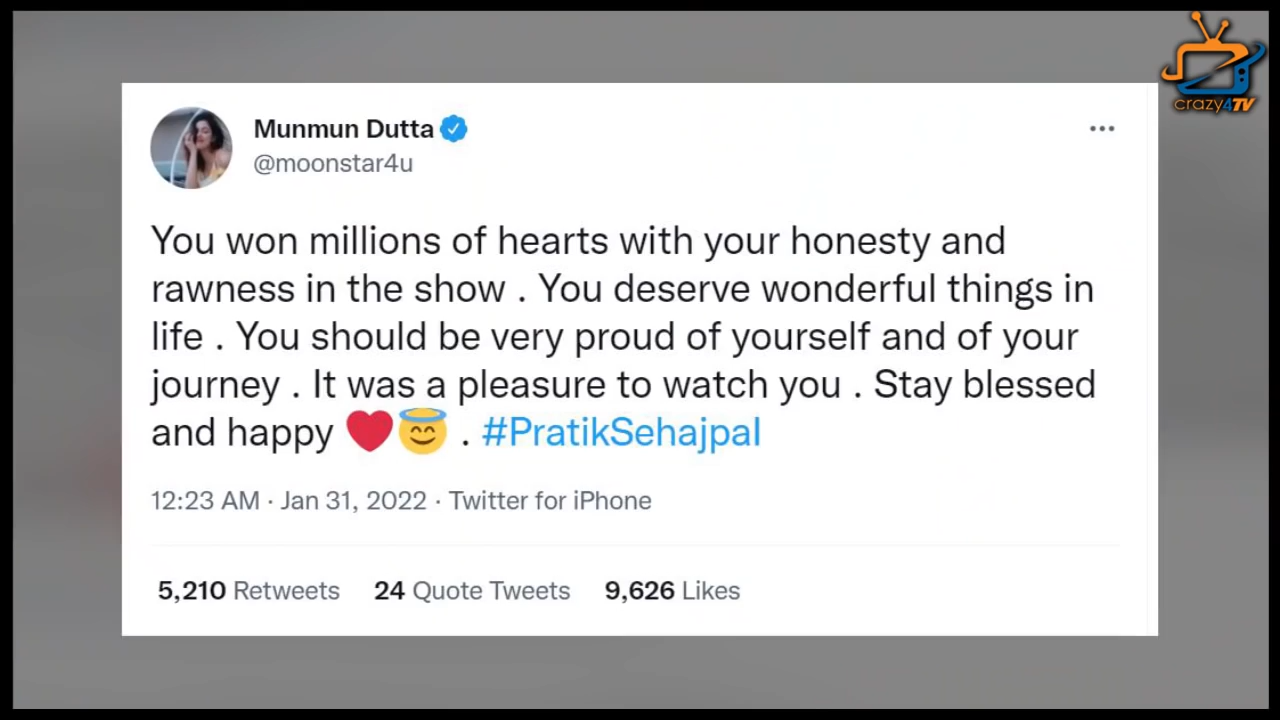 crazy4TV
Munmun Dutta
@moonstar4u
You won millions of hearts with your honesty and
rawness in the show . You deserve wonderful things in
life . You should be very proud of yourself and of your
journey . It was a pleasure to watch you . Stay blessed
and happy ❤️😇 . #PratikSehajpal
12:23 AM · Jan 31, 2022 · Twitter for iPhone
5,210 Retweets 24 Quote Tweets 9,626 Likes